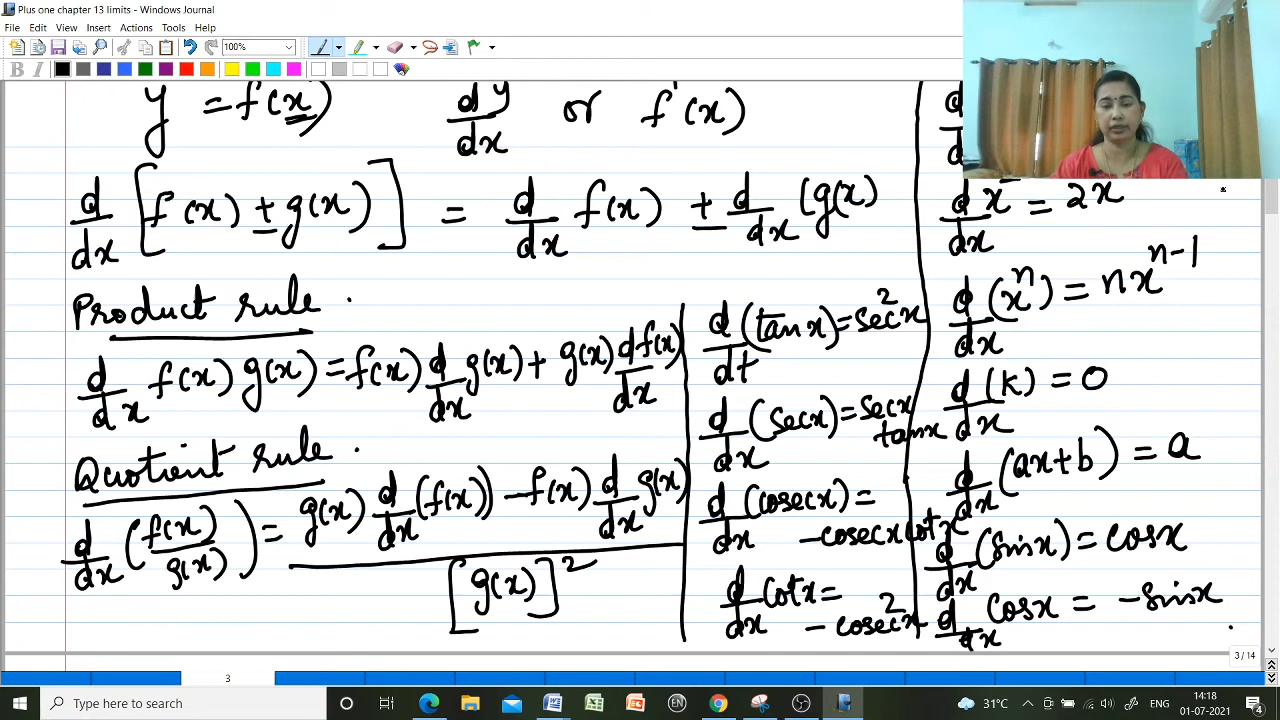 Plus one chapter 13 limits - Windows Journal
File Edit View Insert Actions Tools Help
100%
B I
y = f(x) dy/dx or f'(x)
d/dx [f(x) ± g(x)] = d/dx f(x) ± d/dx (g(x)
Product rule .
d/dx f(x) g(x) = f(x) d/dx g(x) + g(x) df(x)/dx
Quotient rule .
d/dx (f(x)/g(x)) = g(x) d/dx (f(x)) - f(x) d/dx g(x)
[g(x)]²
d/dt (tan x) = sec²x
d/dx (sec x) = sec x
tan x
d/dx (cosec x) =
- cosec x cot x
d/dx cot x =
- cosec²x
d x²/dx = 2x
d/dx (xⁿ) = n xⁿ⁻¹
d/dx (K) = 0
d/dx (ax+b) = a
d/dx (sin x) = cos x
d/dx cos x = - sin x
3 / 14
3
Type here to search
31°C
14:18
01-07-2021
4